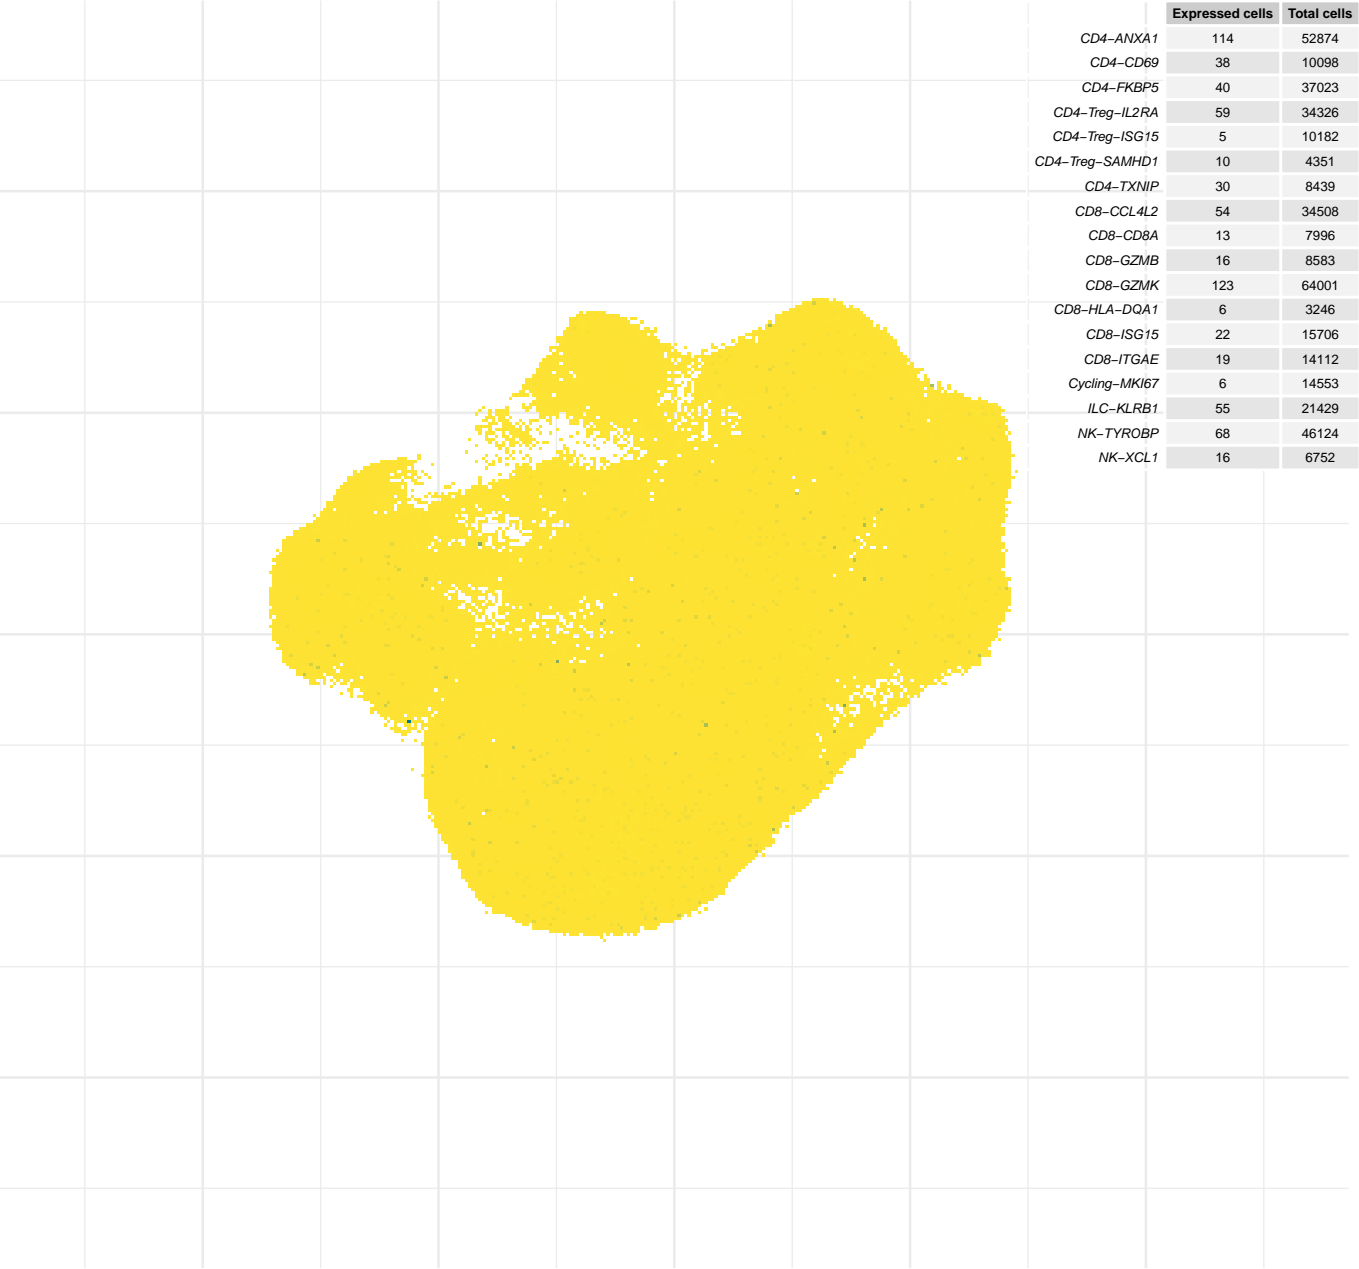 Expressed cells Total cells
CD4−ANXA1 114 52874
CD4−CD69 38 10098
CD4−FKBP5 40 37023
CD4−Treg−IL2RA 59 34326
CD4−Treg−ISG15 5 10182
CD4−Treg−SAMHD1 10 4351
CD4−TXNIP 30 8439
CD8−CCL4L2 54 34508
CD8−CD8A 13 7996
CD8−GZMB 16 8583
CD8−GZMK 123 64001
CD8−HLA−DQA1 6 3246
CD8−ISG15 22 15706
CD8−ITGAE 19 14112
Cycling−MKI67 6 14553
ILC−KLRB1 55 21429
NK−TYROBP 68 46124
NK−XCL1 16 6752